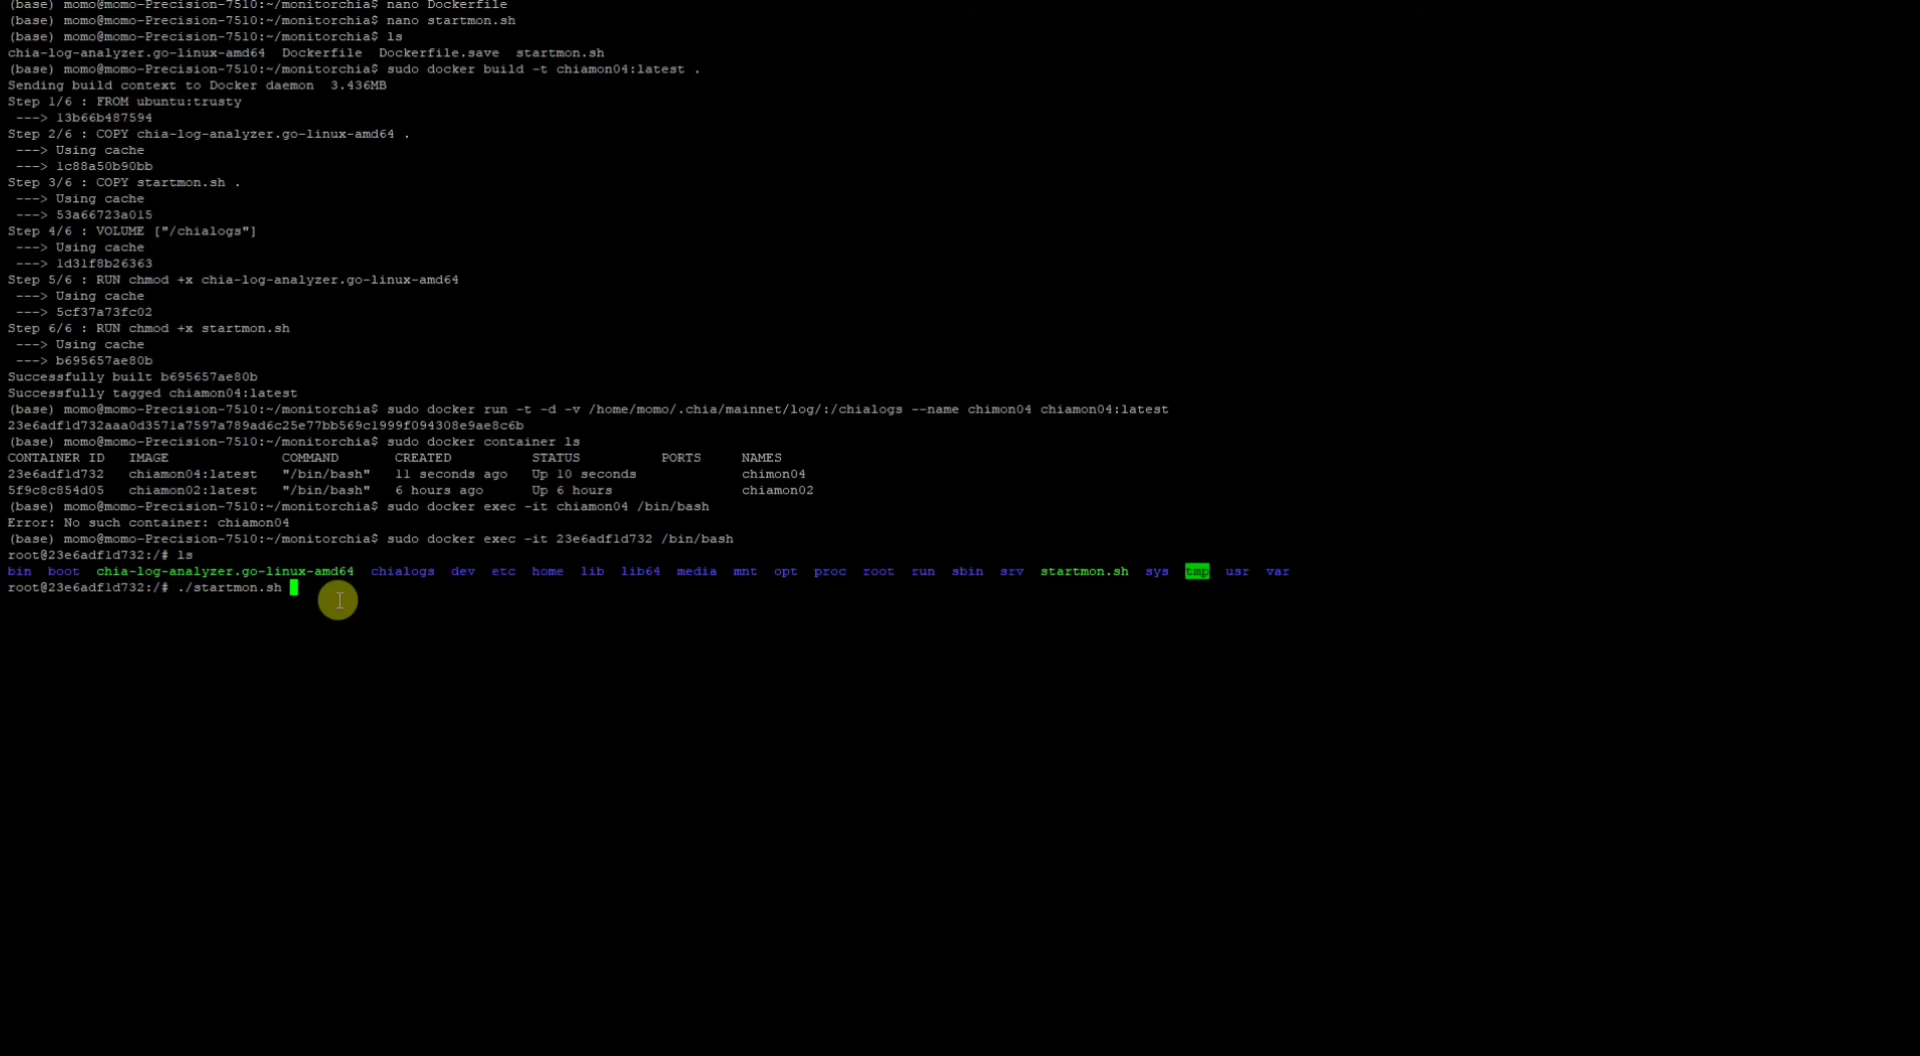 (base) momo@momo-Precision-7510:~/monitorchia$ nano Dockerfile
(base) momo@momo-Precision-7510:~/monitorchia$ nano startmon.sh
(base) momo@momo-Precision-7510:~/monitorchia$ ls
chia-log-analyzer.go-linux-amd64  Dockerfile  Dockerfile.save  startmon.sh
(base) momo@momo-Precision-7510:~/monitorchia$ sudo docker build -t chiamon04:latest .
Sending build context to Docker daemon  3.436MB
Step 1/6 : FROM ubuntu:trusty
 ---> 13b66b487594
Step 2/6 : COPY chia-log-analyzer.go-linux-amd64 .
 ---> Using cache
 ---> 1c88a50b90bb
Step 3/6 : COPY startmon.sh .
 ---> Using cache
 ---> 53a66723a015
Step 4/6 : VOLUME ["/chialogs"]
 ---> Using cache
 ---> 1d31f8b26363
Step 5/6 : RUN chmod +x chia-log-analyzer.go-linux-amd64
 ---> Using cache
 ---> 5cf37a73fc02
Step 6/6 : RUN chmod +x startmon.sh
 ---> Using cache
 ---> b695657ae80b
Successfully built b695657ae80b
Successfully tagged chiamon04:latest
(base) momo@momo-Precision-7510:~/monitorchia$ sudo docker run -t -d -v /home/momo/.chia/mainnet/log/:/chialogs --name chimon04 chiamon04:latest
23e6adf1d732aaa0d3571a7597a789ad6c25e77bb569c1999f094308e9ae8c6b
(base) momo@momo-Precision-7510:~/monitorchia$ sudo docker container ls
CONTAINER ID   IMAGE              COMMAND       CREATED          STATUS          PORTS     NAMES
23e6adf1d732   chiamon04:latest   "/bin/bash"   11 seconds ago   Up 10 seconds             chimon04
5f9c8c854d05   chiamon02:latest   "/bin/bash"   6 hours ago      Up 6 hours                chiamon02
(base) momo@momo-Precision-7510:~/monitorchia$ sudo docker exec -it chiamon04 /bin/bash
Error: No such container: chiamon04
(base) momo@momo-Precision-7510:~/monitorchia$ sudo docker exec -it 23e6adf1d732 /bin/bash
root@23e6adf1d732:/# ls
bin  boot  chia-log-analyzer.go-linux-amd64  chialogs  dev  etc  home  lib  lib64  media  mnt  opt  proc  root  run  sbin  srv  startmon.sh  sys  tmp  usr  var
root@23e6adf1d732:/# ./startmon.sh